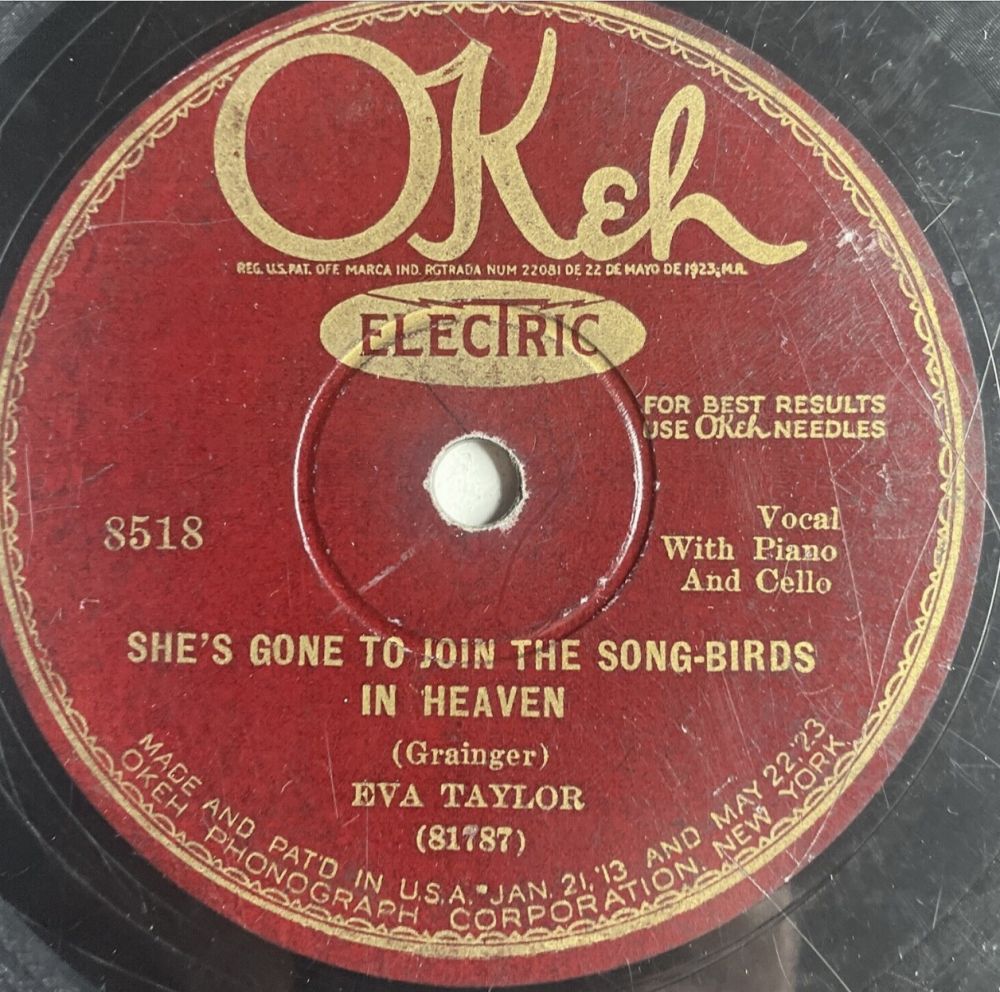 OKeh
REG. U.S. PAT. OFF. MARCA IND. RGTRADA NUM 22081 DE 22 DE MAYO DE 1923. M.R.
ELECTRIC
FOR BEST RESULTS
USE OKeh NEEDLES
8518
Vocal
With Piano
And Cello
SHE'S GONE TO JOIN THE SONG-BIRDS
IN HEAVEN
(Grainger)
EVA TAYLOR
(81787)
MADE AND PAT'D IN U.S.A. JAN. 21, '13 AND MAY 22, '23
OKEH PHONOGRAPH CORPORATION, NEW YORK